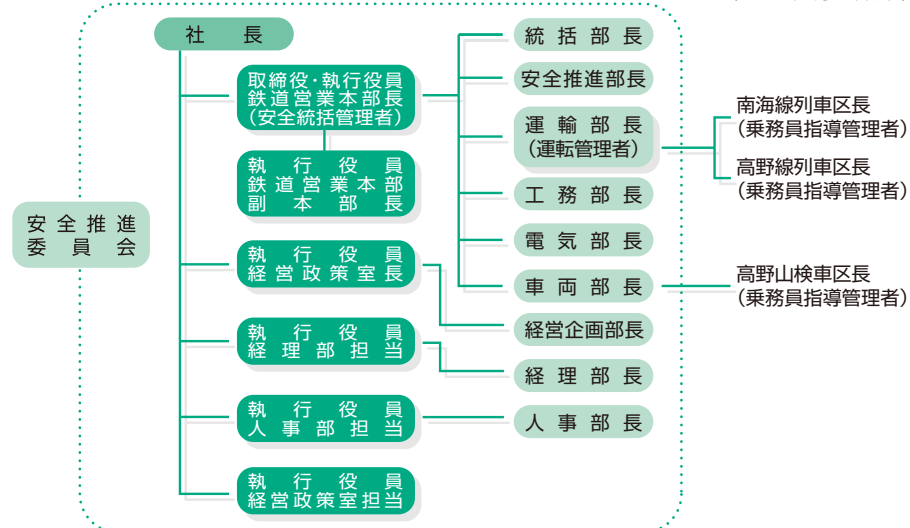 社長
取締役・執行役員
鉄道営業本部長
(安全統括管理者)
執行役員
鉄道営業本部
副本部長
安全推進
委員会
執行役員
経営政策室長
執行役員
経理部担当
執行役員
人事部担当
執行役員
経営政策室担当
統括部長
安全推進部長
運輸部長
(運転管理者)
工務部長
電気部長
車両部長
経営企画部長
経理部長
人事部長
南海線列車区長
(乗務員指導管理者)
高野線列車区長
(乗務員指導管理者)
高野山検車区長
(乗務員指導管理者)